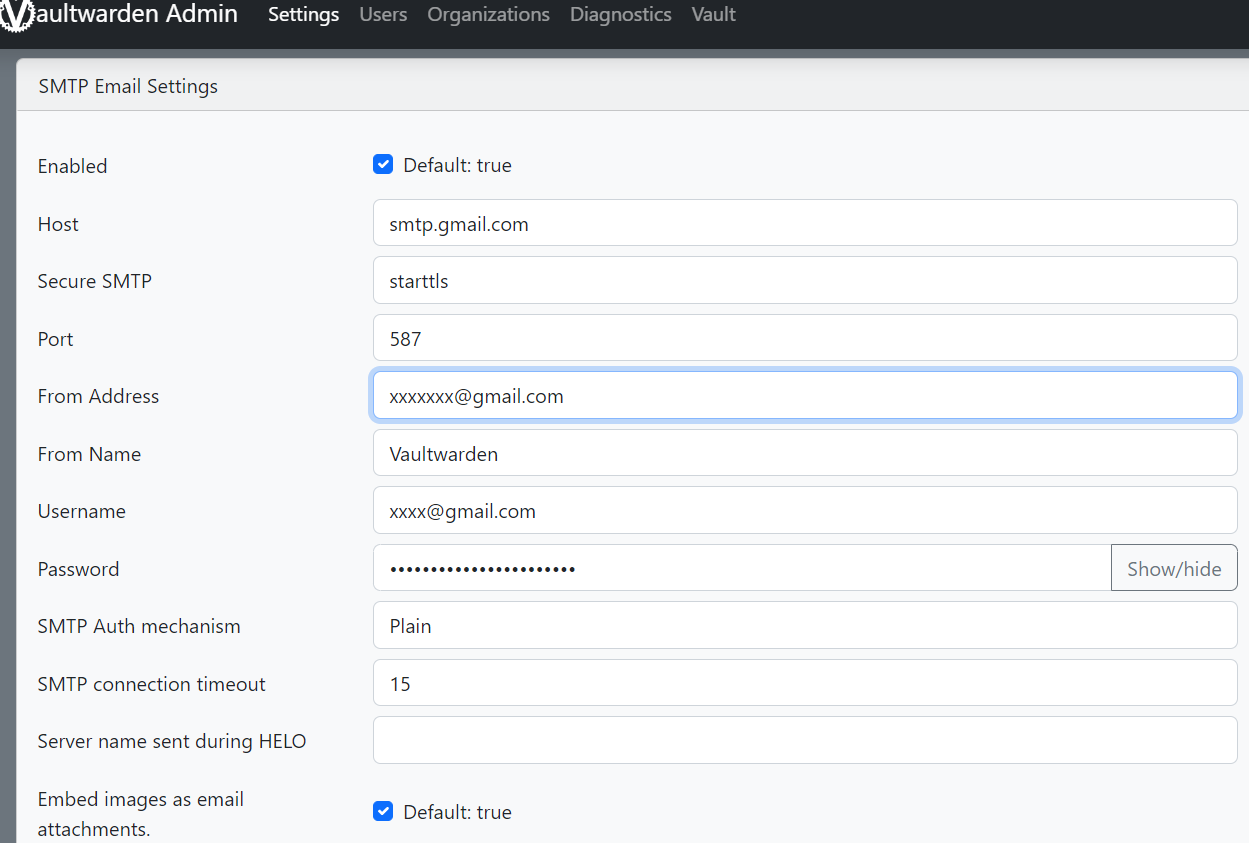 Vaultwarden Admin Settings Users Organizations Diagnostics Vault
SMTP Email Settings
Enabled Default: true
Host smtp.gmail.com
Secure SMTP starttls
Port 587
From Address xxxxxxx@gmail.com
From Name Vaultwarden
Username xxxx@gmail.com
Password ••••••••••••••••••••••• Show/hide
SMTP Auth mechanism Plain
SMTP connection timeout 15
Server name sent during HELO
Embed images as email
attachments. Default: true